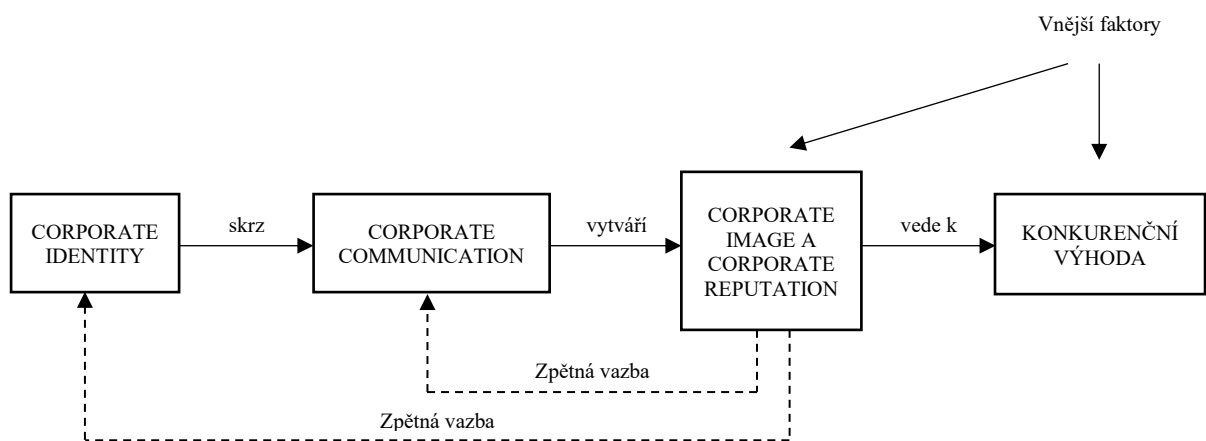 Vnější faktory
CORPORATE
IDENTITY
skrz
CORPORATE
COMMUNICATION
vytváří
CORPORATE
IMAGE A
CORPORATE
REPUTATION
vede k
KONKURENČNÍ
VÝHODA
Zpětná vazba
Zpětná vazba